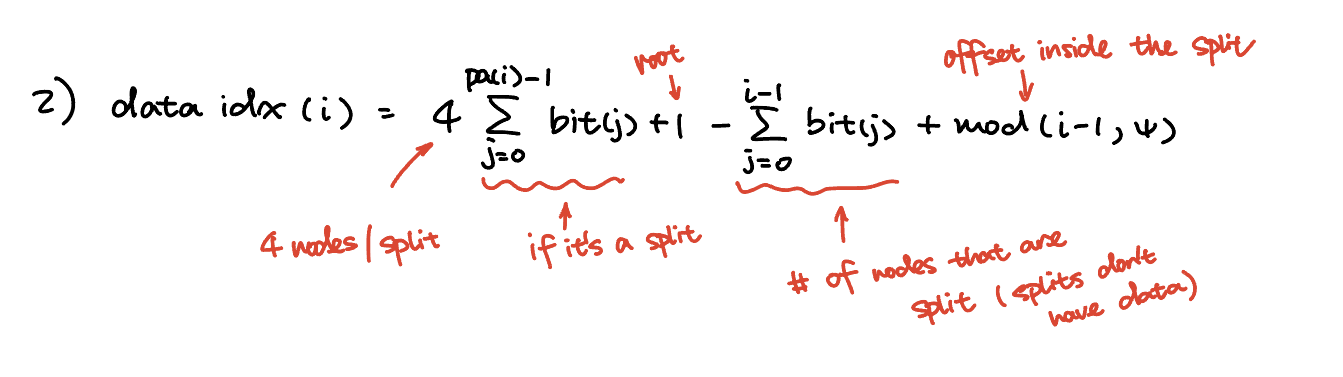 root
offset inside the split
2) data idx (i) = 4 \sum_{j=0}^{pa(i)-1} bit(j) + 1 - \sum_{j=0}^{i-1} bit(j) + mod(i-1, ψ)
4 nodes/split
if it's a split
# of nodes that are
split (splits don't
have data)